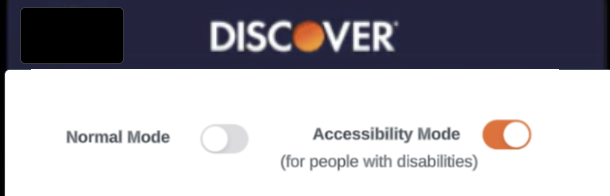 DISCOVER
Normal Mode
Accessibility Mode
(for people with disabilities)